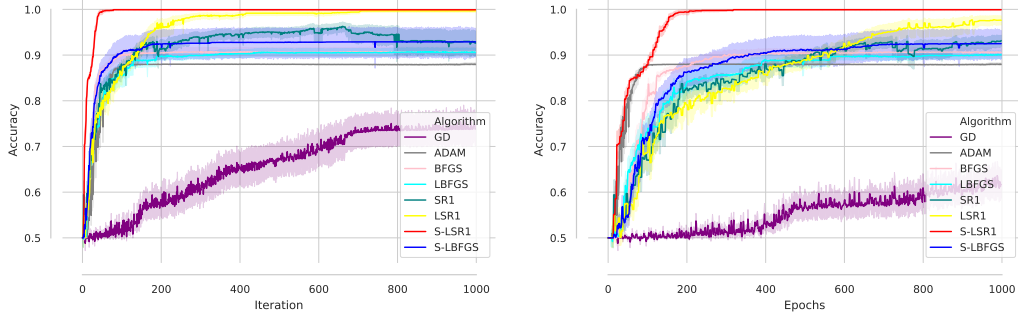 1.0
0.9
0.8
0.7
0.6
0.5
Accuracy
0 200 400 600 800 1000
Iteration
Algorithm
GD
ADAM
BFGS
LBFGS
SR1
LSR1
S-LSR1
S-LBFGS
1.0
0.9
0.8
0.7
0.6
0.5
Accuracy
0 200 400 600 800 1000
Epochs
Algorithm
GD
ADAM
BFGS
LBFGS
SR1
LSR1
S-LSR1
S-LBFGS